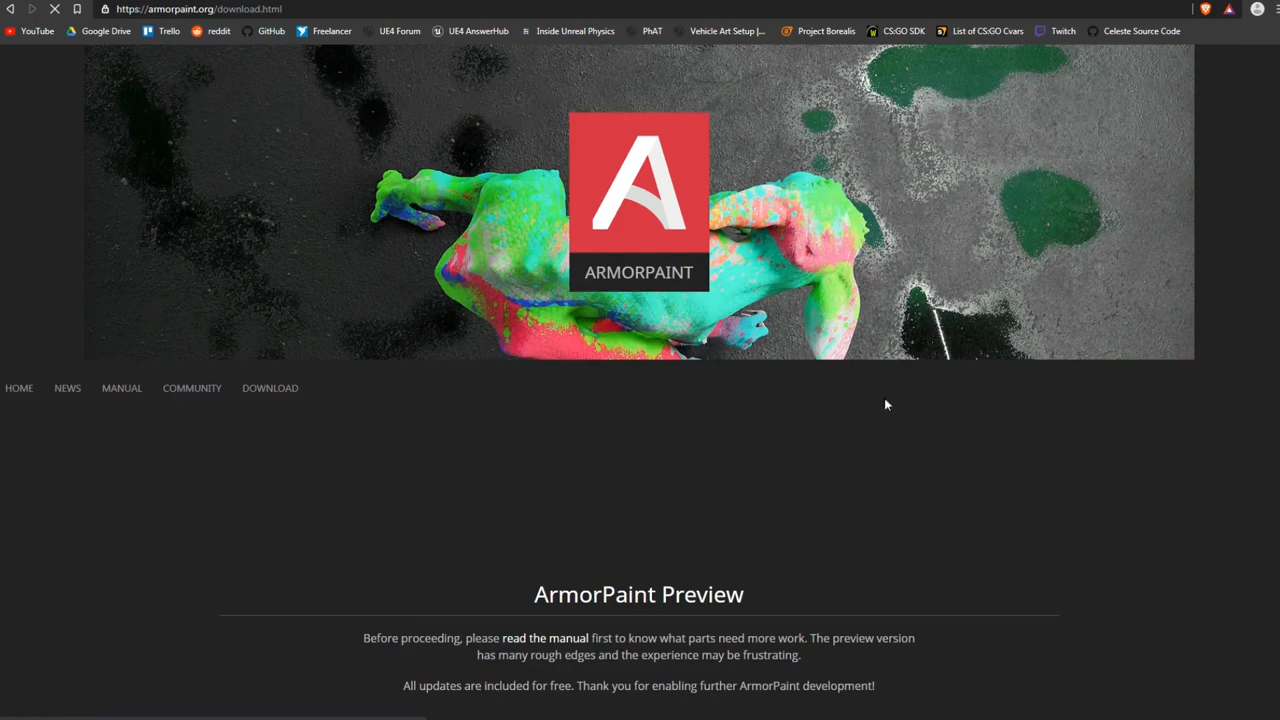 https://armorpaint.org/download.html
YouTube Google Drive Trello reddit GitHub Freelancer UE4 Forum UE4 AnswerHub Inside Unreal Physics PhAT Vehicle Art Setup |... Project Borealis CS:GO SDK List of CS:GO Cvars Twitch Celeste Source Code
ARMORPAINT
HOME NEWS MANUAL COMMUNITY DOWNLOAD
ArmorPaint Preview
Before proceeding, please read the manual first to know what parts need more work. The preview version
has many rough edges and the experience may be frustrating.
All updates are included for free. Thank you for enabling further ArmorPaint development!